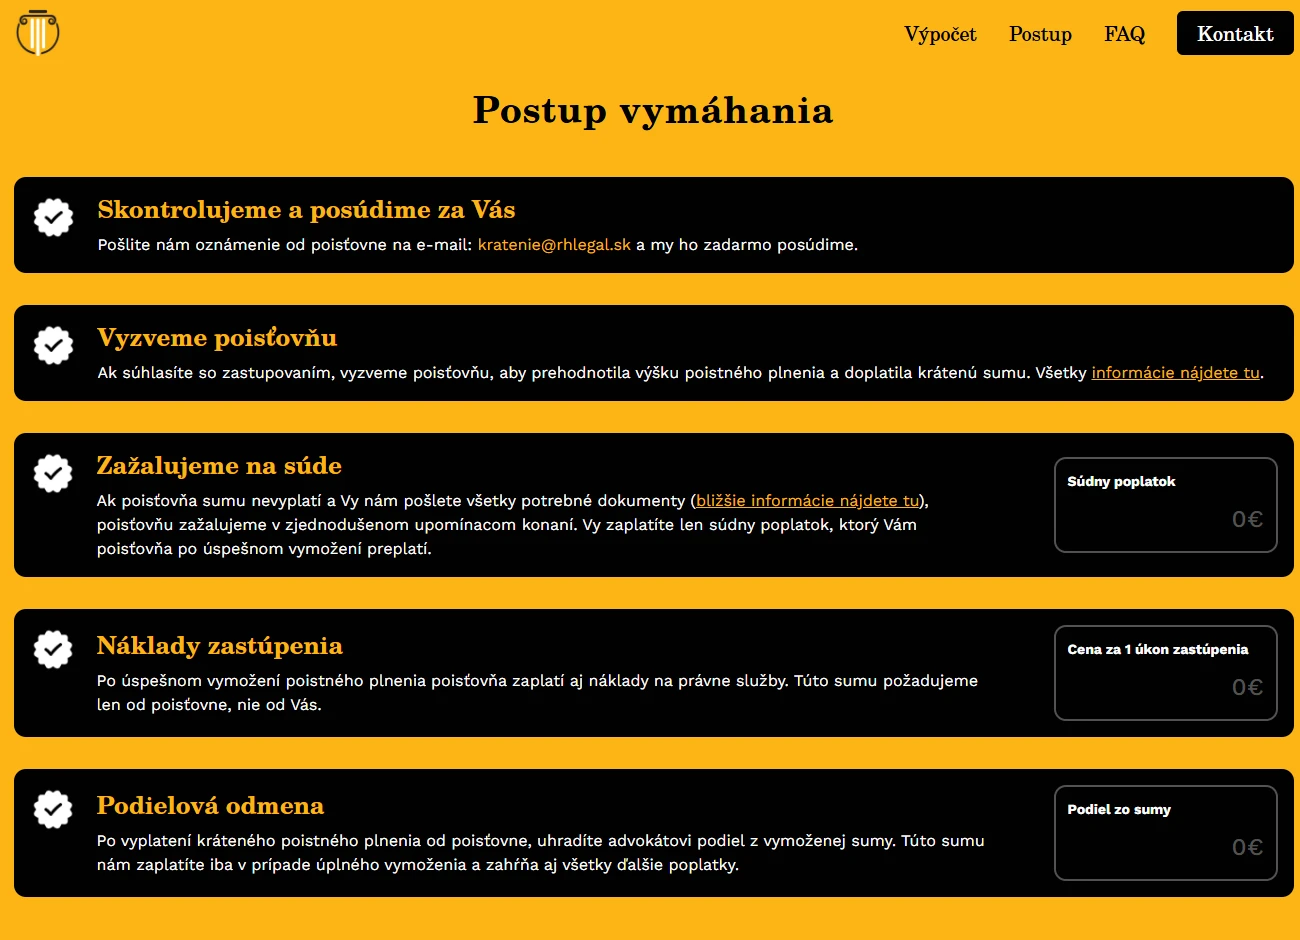 Výpočet Postup FAQ Kontakt
Postup vymáhania
Skontrolujeme a posúdime za Vás
Pošlite nám oznámenie od poisťovne na e-mail: kratenie@rhlegal.sk a my ho zadarmo posúdime.
Vyzveme poisťovňu
Ak súhlasíte so zastupovaním, vyzveme poisťovňu, aby prehodnotila výšku poistného plnenia a doplatila krátenú sumu. Všetky informácie nájdete tu.
Zažalujeme na súde
Ak poisťovňa sumu nevyplatí a Vy nám pošlete všetky potrebné dokumenty (bližšie informácie nájdete tu),
poisťovňu zažalujeme v zjednodušenom upomínacom konaní. Vy zaplatíte len súdny poplatok, ktorý Vám
poisťovňa po úspešnom vymožení preplatí.
Súdny poplatok
0€
Náklady zastúpenia
Po úspešnom vymožení poistného plnenia poisťovňa zaplatí aj náklady na právne služby. Túto sumu požadujeme
len od poisťovne, nie od Vás.
Cena za 1 úkon zastúpenia
0€
Podielová odmena
Po vyplatení kráteného poistného plnenia od poisťovne, uhradíte advokátovi podiel z vymoženej sumy. Túto sumu
nám zaplatíte iba v prípade úplného vymoženia a zahŕňa aj všetky ďalšie poplatky.
Podiel zo sumy
0€